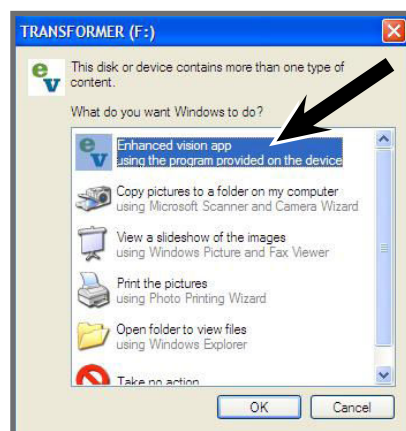 TRANSFORMER (F:)
ev
This disk or device contains more than one type of
content.
What do you want Windows to do?
ev
Enhanced vision app
using the program provided on the device
Copy pictures to a folder on my computer
using Microsoft Scanner and Camera Wizard
View a slideshow of the images
using Windows Picture and Fax Viewer
Print the pictures
using Photo Printing Wizard
Open folder to view files
using Windows Explorer
Take no action
OK Cancel